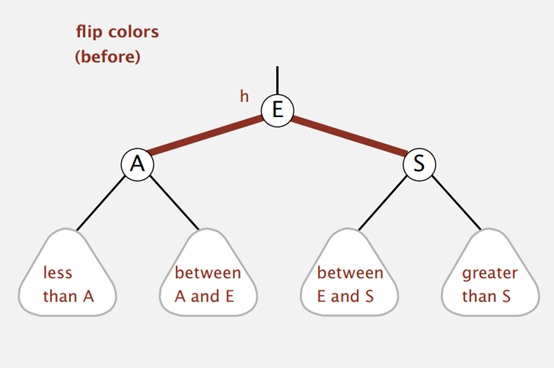 flip colors
(before)
h
E
A
S
less
than A
between
A and E
between
E and S
greater
than S